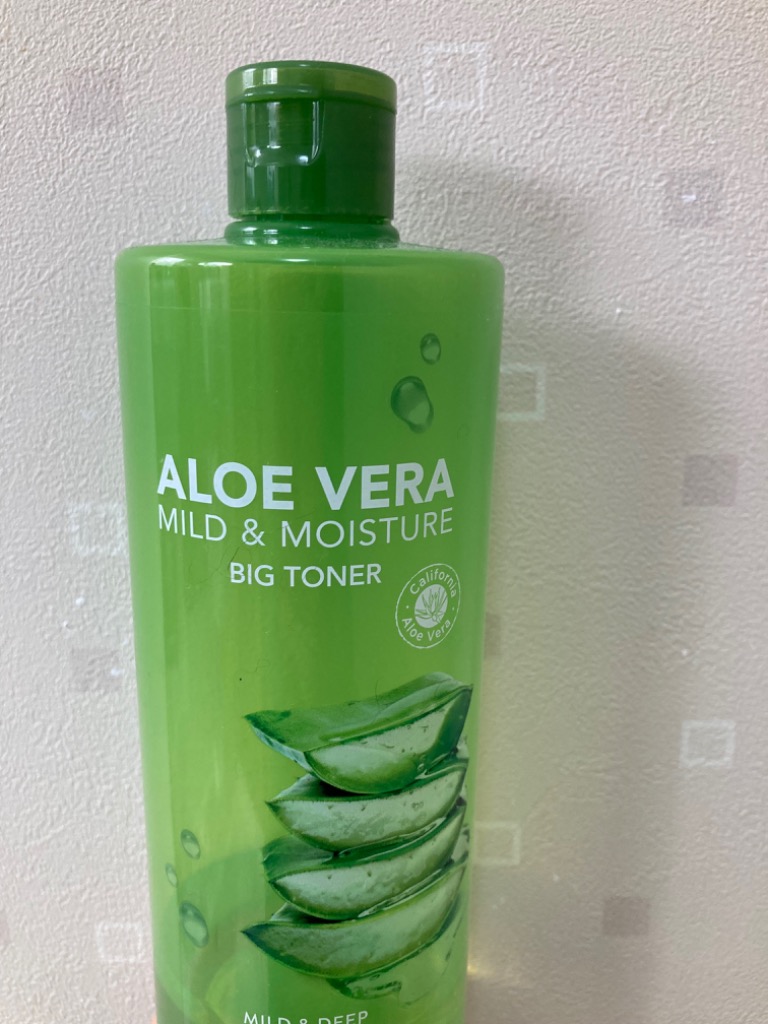 ALOE VERA
MILD & MOISTURE
BIG TONER
California
Aloe Vera
MILD & DEEP